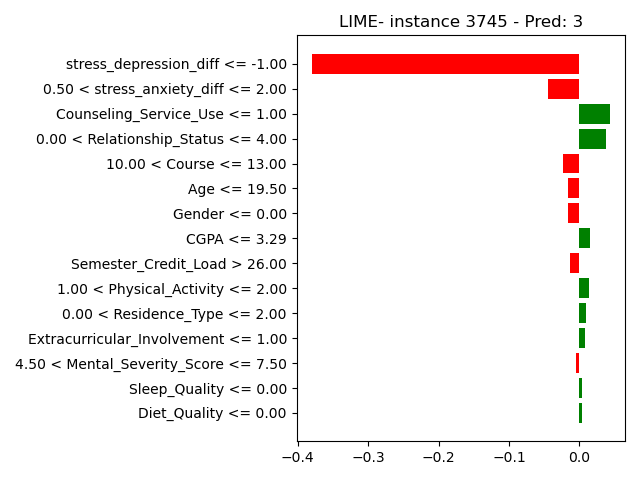 LIME- instance 3745 - Pred: 3
stress_depression_diff <= -1.00
0.50 < stress_anxiety_diff <= 2.00
Counseling_Service_Use <= 1.00
0.00 < Relationship_Status <= 4.00
10.00 < Course <= 13.00
Age <= 19.50
Gender <= 0.00
CGPA <= 3.29
Semester_Credit_Load > 26.00
1.00 < Physical_Activity <= 2.00
0.00 < Residence_Type <= 2.00
Extracurricular_Involvement <= 1.00
4.50 < Mental_Severity_Score <= 7.50
Sleep_Quality <= 0.00
Diet_Quality <= 0.00
−0.4 −0.3 −0.2 −0.1 0.0